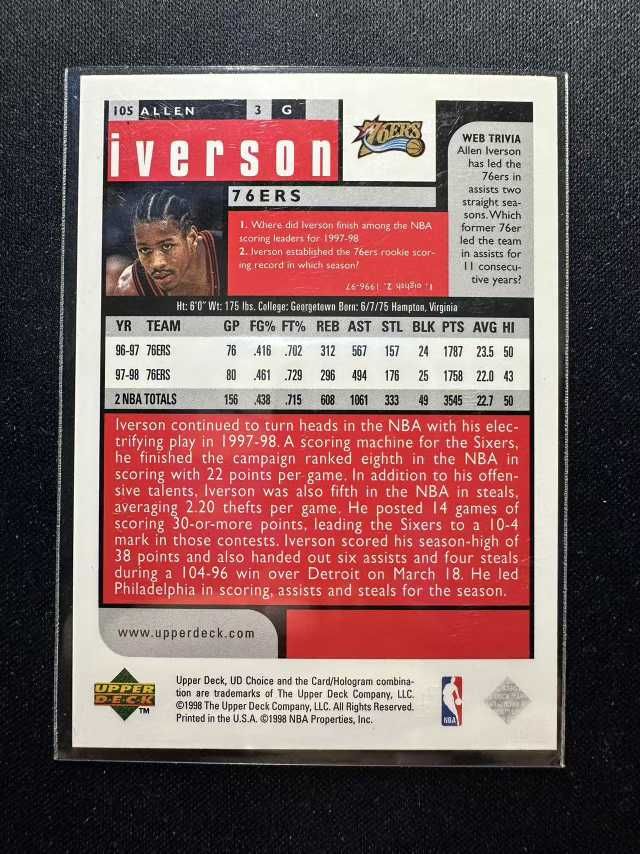 105 ALLEN 3 G
iverson
76ERS
76ERS
WEB TRIVIA
Allen Iverson
has led the
76ers in
assists two
straight sea-
sons. Which
former 76er
led the team
in assists for
11 consecu-
tive years?
1. Where did Iverson finish among the NBA
scoring leaders for 1997-98
2. Iverson established the 76ers rookie scor-
ing record in which season?
1. eighth 2. 1996-97
Ht: 6'0" Wt: 175 lbs. College: Georgetown Born: 6/7/75 Hampton, Virginia
YR TEAM GP FG% FT% REB AST STL BLK PTS AVG HI
96-97 76ERS 76 .416 .702 312 567 157 24 1787 23.5 50
97-98 76ERS 80 .461 .729 296 494 176 25 1758 22.0 43
2 NBA TOTALS 156 .438 .715 608 1061 333 49 3545 22.7 50
Iverson continued to turn heads in the NBA with his elec-
trifying play in 1997-98. A scoring machine for the Sixers,
he finished the campaign ranked eighth in the NBA in
scoring with 22 points per game. In addition to his offen-
sive talents, Iverson was also fifth in the NBA in steals,
averaging 2.20 thefts per game. He posted 14 games of
scoring 30-or-more points, leading the Sixers to a 10-4
mark in those contests. Iverson scored his season-high of
38 points and also handed out six assists and four steals
during a 104-96 win over Detroit on March 18. He led
Philadelphia in scoring, assists and steals for the season.
www.upperdeck.com
UPPER
DECK
TM
Upper Deck, UD Choice and the Card/Hologram combina-
tion are trademarks of The Upper Deck Company, LLC.
©1998 The Upper Deck Company, LLC. All Rights Reserved.
Printed in the U.S.A. ©1998 NBA Properties, Inc.
NBA